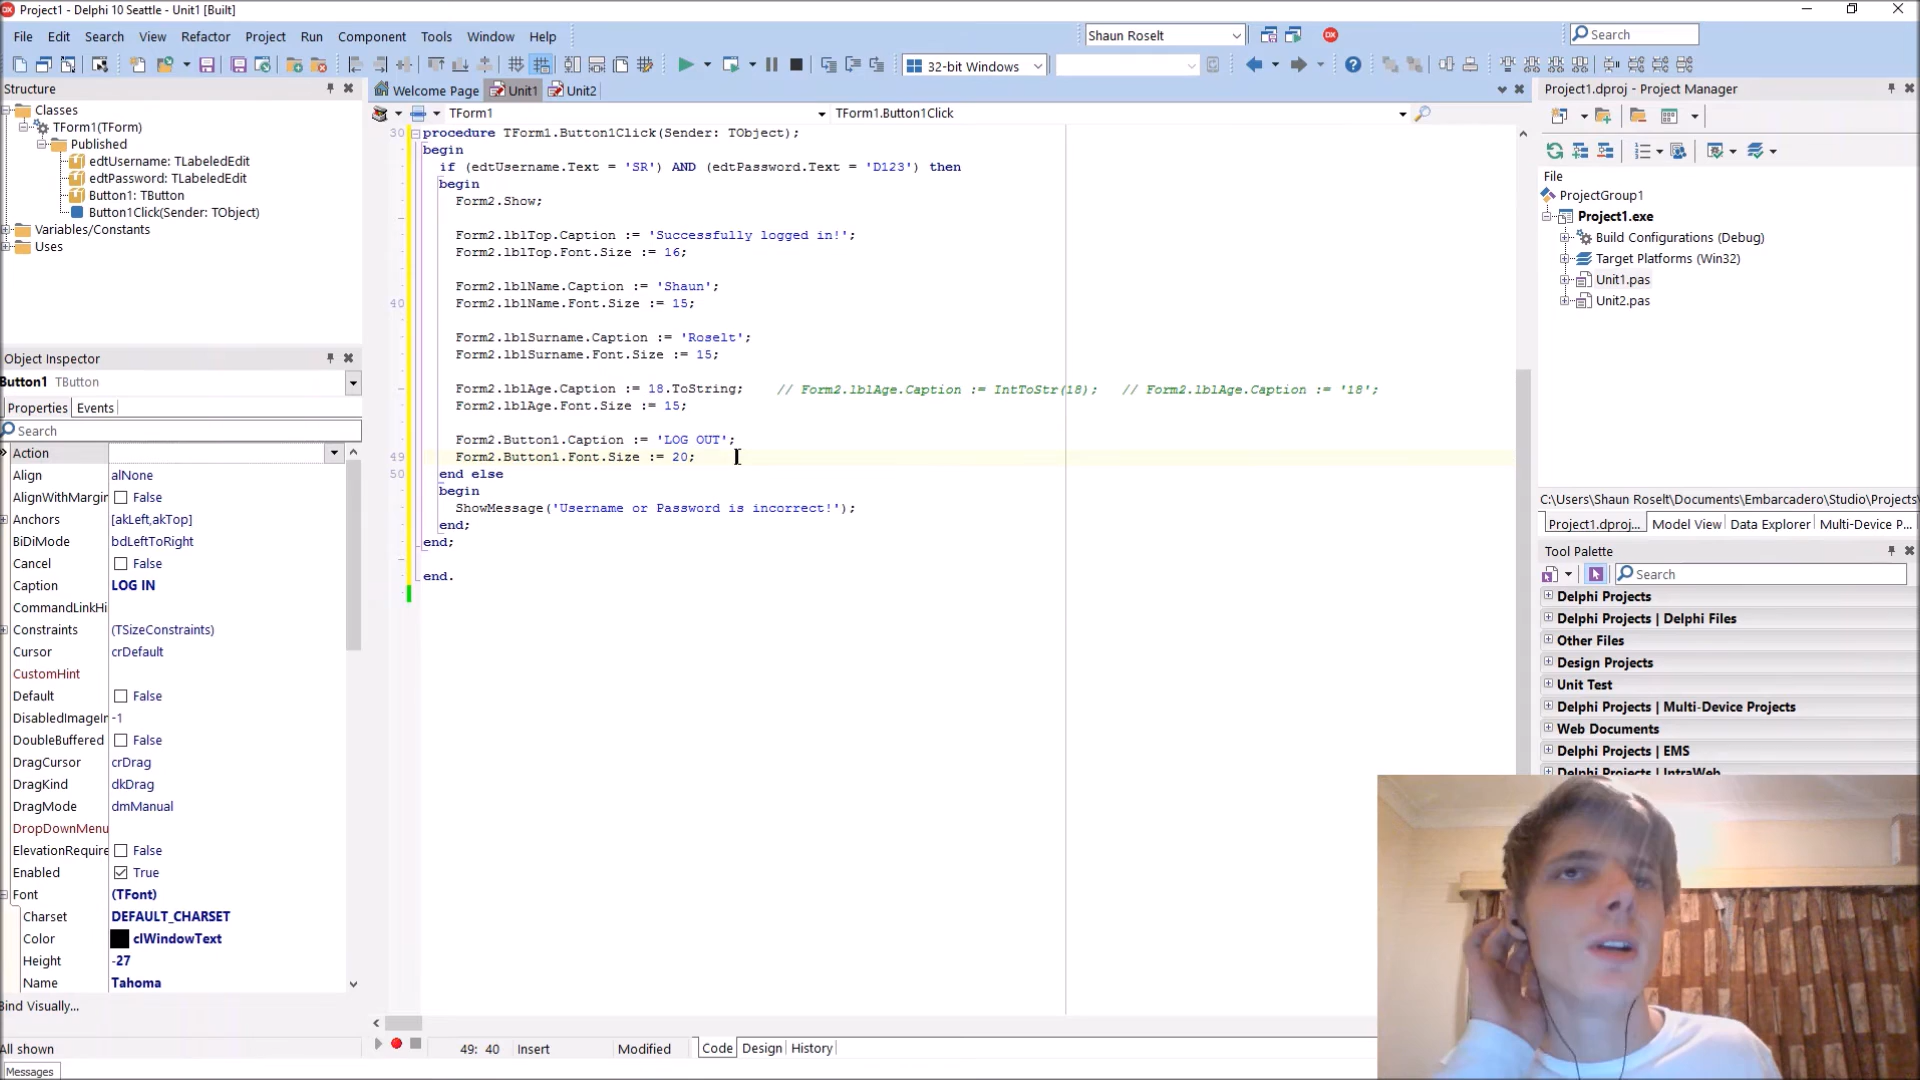 Project1 - Delphi 10 Seattle - Unit1 [Built]
File Edit Search View Refactor Project Run Component Tools Window Help
Shaun Roselt
Search
32-bit Windows
Structure
Classes
TForm1(TForm)
Published
edtUsername: TLabeledEdit
edtPassword: TLabeledEdit
Button1: TButton
Button1Click(Sender: TObject)
Variables/Constants
Uses
Object Inspector
Button1 TButton
Properties Events
Search
Action
Align alNone
AlignWithMargin False
Anchors [akLeft,akTop]
BiDiMode bdLeftToRight
Cancel False
Caption LOG IN
CommandLinkHi
Constraints (TSizeConstraints)
Cursor crDefault
CustomHint
Default False
DisabledImageIr -1
DoubleBuffered False
DragCursor crDrag
DragKind dkDrag
DragMode dmManual
DropDownMenu
ElevationRequire False
Enabled True
Font (TFont)
Charset DEFAULT_CHARSET
Color clWindowText
Height -27
Name Tahoma
Bind Visually...
All shown
Messages
Welcome Page Unit1 Unit2
TForm1 TForm1.Button1Click
30 procedure TForm1.Button1Click(Sender: TObject);
begin
if (edtUsername.Text = 'SR') AND (edtPassword.Text = 'D123') then
begin
Form2.Show;
Form2.lblTop.Caption := 'Successfully logged in!';
Form2.lblTop.Font.Size := 16;
Form2.lblName.Caption := 'Shaun';
40 Form2.lblName.Font.Size := 15;
Form2.lblSurname.Caption := 'Roselt';
Form2.lblSurname.Font.Size := 15;
Form2.lblAge.Caption := 18.ToString; // Form2.lblAge.Caption := IntToStr(18); // Form2.lblAge.Caption := '18';
Form2.lblAge.Font.Size := 15;
Form2.Button1.Caption := 'LOG OUT';
49 Form2.Button1.Font.Size := 20;
50 end else
begin
ShowMessage('Username or Password is incorrect!');
end;
end;
end.
49: 40 Insert Modified Code Design History
Project1.dproj - Project Manager
File
ProjectGroup1
Project1.exe
Build Configurations (Debug)
Target Platforms (Win32)
Unit1.pas
Unit2.pas
C:\Users\Shaun Roselt\Documents\Embarcadero\Studio\Projects\
Project1.dproj... Model View Data Explorer Multi-Device P...
Tool Palette
Search
Delphi Projects
Delphi Projects | Delphi Files
Other Files
Design Projects
Unit Test
Delphi Projects | Multi-Device Projects
Web Documents
Delphi Projects | EMS
Delphi Projects | IntraWeb